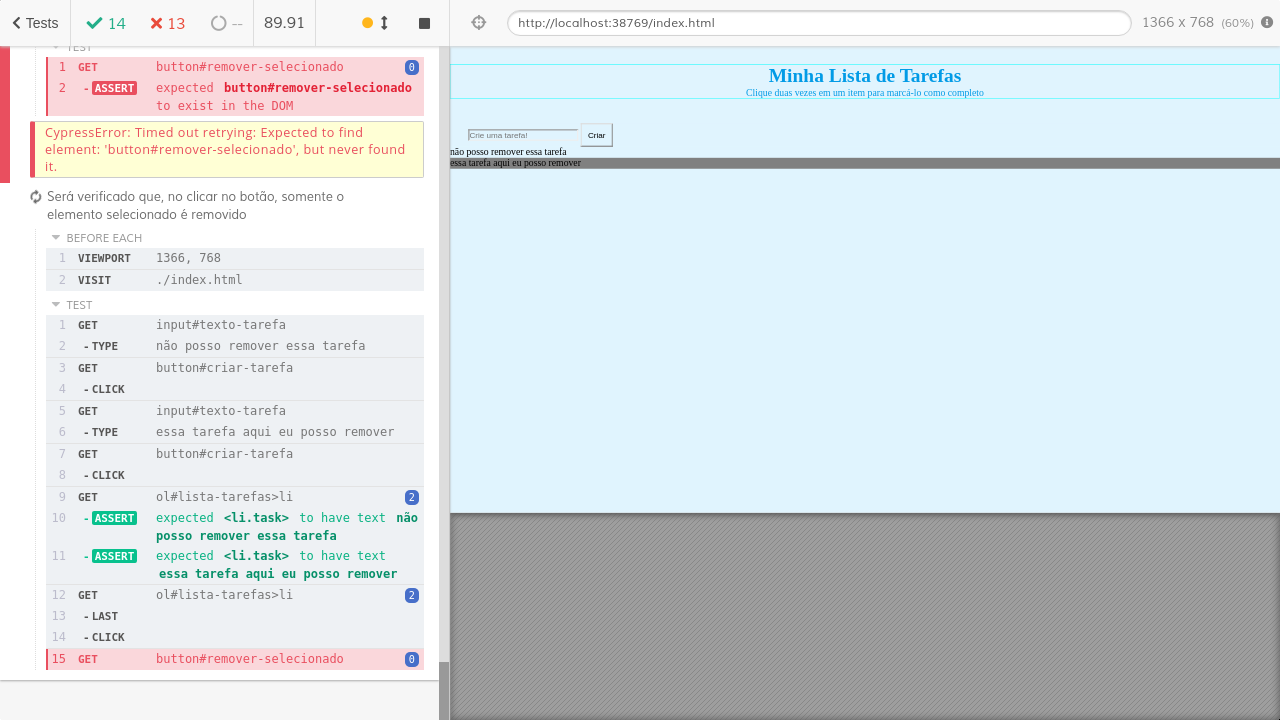 Tests 14 13 -- 89.91
http://localhost:38769/index.html 1366 x 768 (60%)
TEST
1 GET button#remover-selecionado 0
2 - ASSERT expected button#remover-selecionado
to exist in the DOM
CypressError: Timed out retrying: Expected to find
element: 'button#remover-selecionado', but never found
it.
Será verificado que, no clicar no botão, somente o
elemento selecionado é removido
BEFORE EACH
1 VIEWPORT 1366, 768
2 VISIT ./index.html
TEST
1 GET input#texto-tarefa
2 - TYPE não posso remover essa tarefa
3 GET button#criar-tarefa
4 - CLICK
5 GET input#texto-tarefa
6 - TYPE essa tarefa aqui eu posso remover
7 GET button#criar-tarefa
8 - CLICK
9 GET ol#lista-tarefas>li 2
10 - ASSERT expected <li.task> to have text não
posso remover essa tarefa
11 - ASSERT expected <li.task> to have text
essa tarefa aqui eu posso remover
12 GET ol#lista-tarefas>li 2
13 - LAST
14 - CLICK
15 GET button#remover-selecionado 0
Minha Lista de Tarefas
Clique duas vezes em um item para marcá-lo como completo
Crie uma tarefa! Criar
não posso remover essa tarefa
essa tarefa aqui eu posso remover